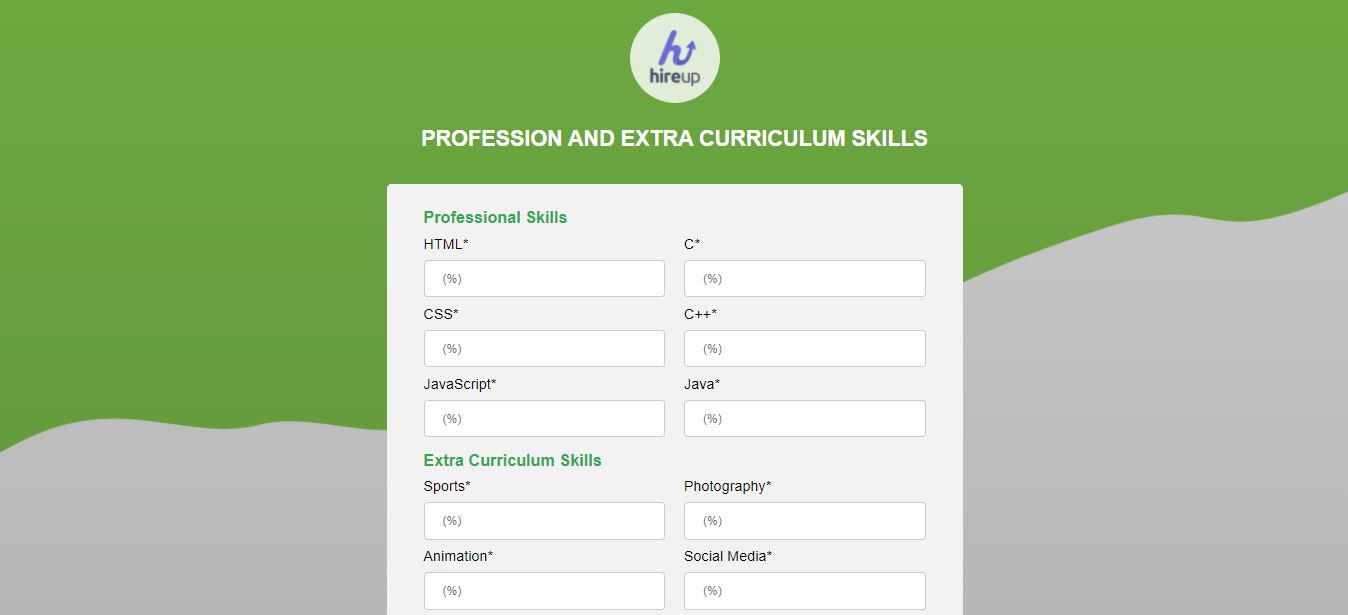 hireup
PROFESSION AND EXTRA CURRICULUM SKILLS
Professional Skills
HTML* C*
(%) (%)
CSS* C++*
(%) (%)
JavaScript* Java*
(%) (%)
Extra Curriculum Skills
Sports* Photography*
(%) (%)
Animation* Social Media*
(%) (%)